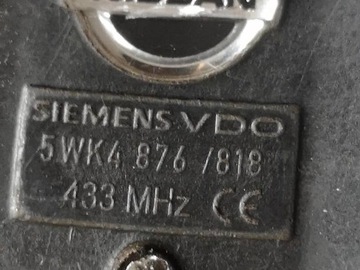 SIEMENS VDO
5WK4 876 /818
433 MHz CE